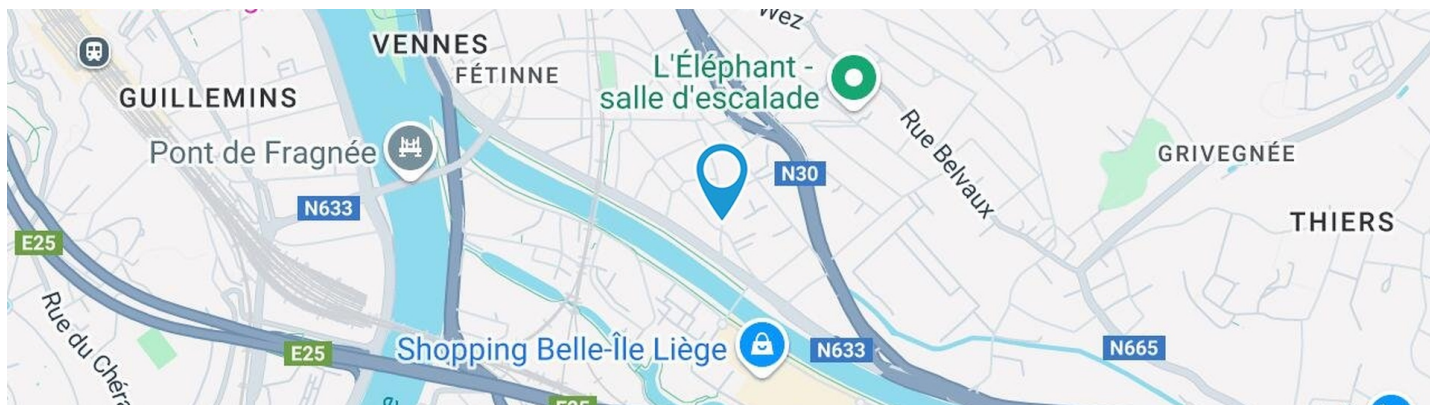 Wez
VENNES
FÉTINNE
L'Éléphant -
salle d'escalade
GUILLEMINS
Rue Belvaux
Pont de Fragnée
GRIVEGNÉE
N30
N633
THIERS
E25
Rue du Chéra
E25
Shopping Belle-Île Liège
N633
N665